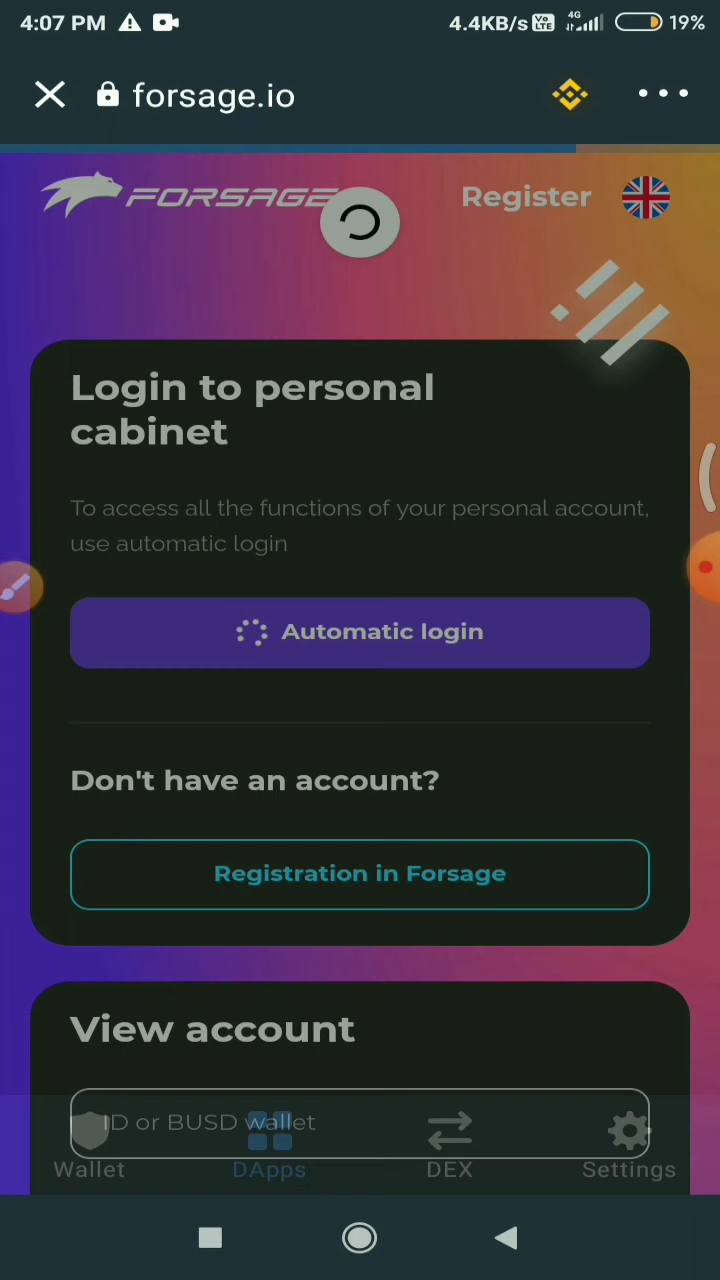 4:07 PM
4.4KB/s Vo LTE 4G 19%
forsage.io
FORSAGE
Register
Login to personal
cabinet
To access all the functions of your personal account,
use automatic login
Automatic login
Don't have an account?
Registration in Forsage
View account
ID or BUSD wallet
Wallet
DApps
DEX
Settings